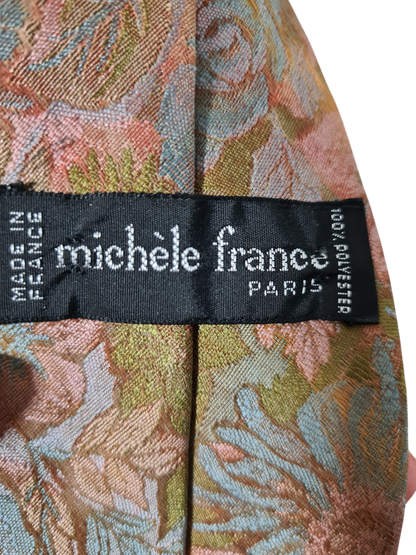 MADE IN
FRANCE
michèle france
PARIS
100% POLYESTER